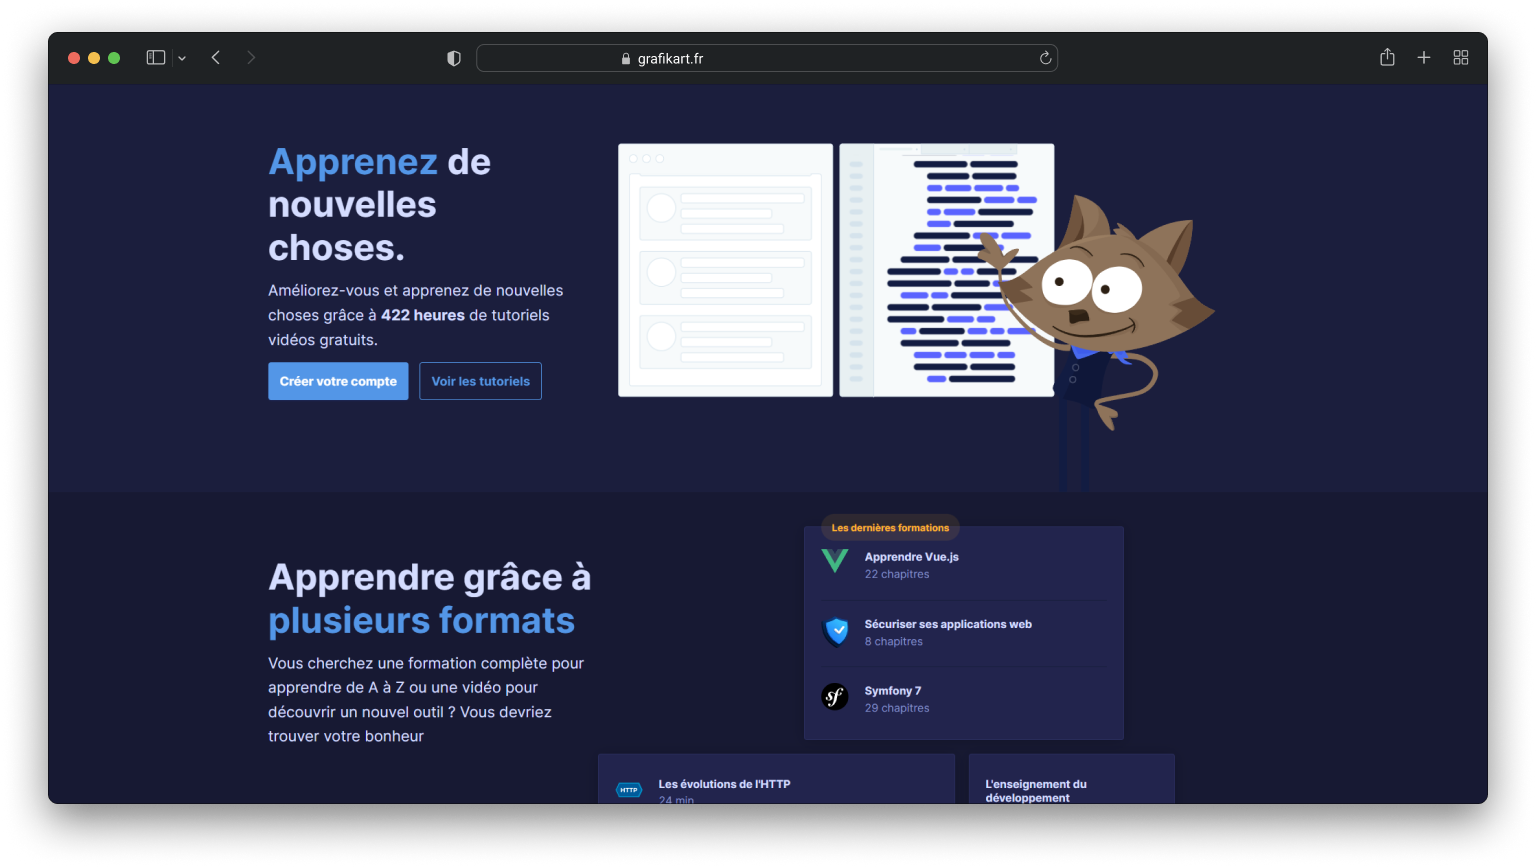 grafikart.fr
Apprenez de
nouvelles
choses.
Améliorez-vous et apprenez de nouvelles
choses grâce à 422 heures de tutoriels
vidéos gratuits.
Créer votre compte
Voir les tutoriels
Apprendre grâce à
plusieurs formats
Vous cherchez une formation complète pour
apprendre de A à Z ou une vidéo pour
découvrir un nouvel outil ? Vous devriez
trouver votre bonheur
Les dernières formations
Apprendre Vue.js
22 chapitres
Sécuriser ses applications web
8 chapitres
sf
Symfony 7
29 chapitres
HTTP
Les évolutions de l'HTTP
24 min
L'enseignement du
développement